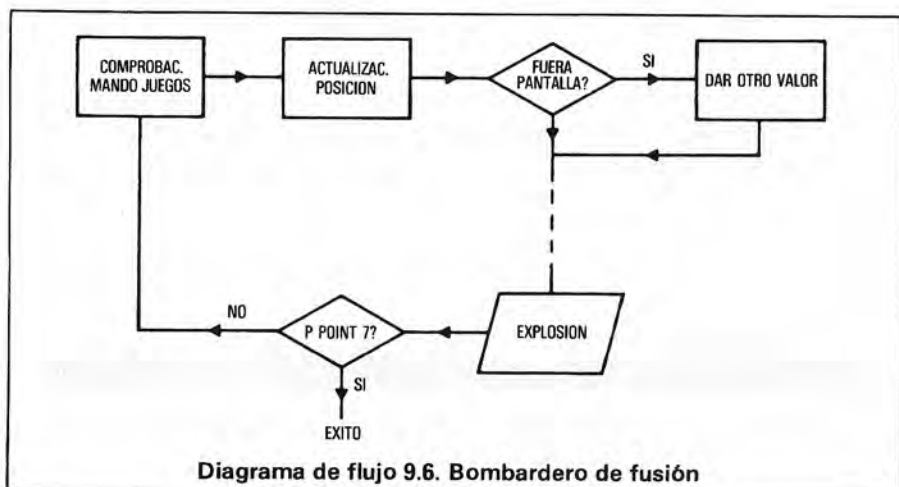 COMPROBAC.
MANDO JUEGOS
ACTUALIZAC.
POSICION
FUERA
PANTALLA?
SI
DAR OTRO VALOR
NO
P POINT 7?
EXPLOSION
SI
EXITO
Diagrama de flujo 9.6. Bombardero de fusión